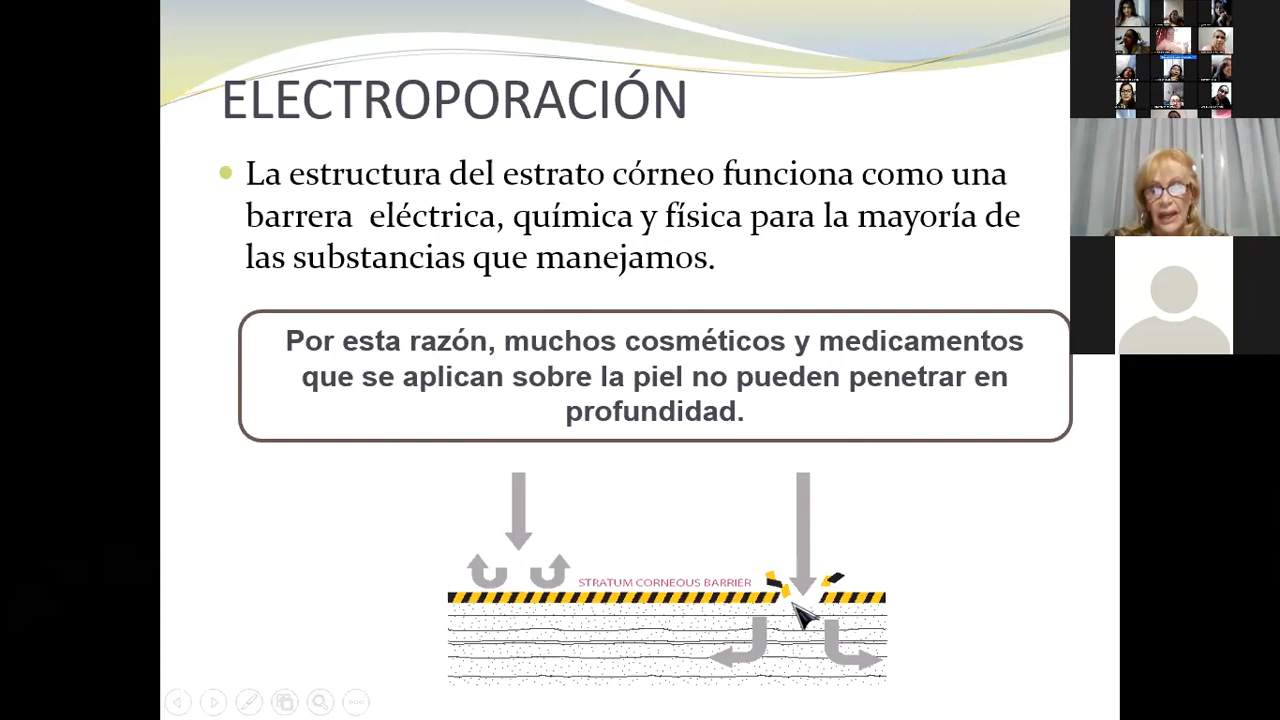 ELECTROPORACIÓN
La estructura del estrato córneo funciona como una
barrera eléctrica, química y física para la mayoría de
las substancias que manejamos.
Por esta razón, muchos cosméticos y medicamentos
que se aplican sobre la piel no pueden penetrar en
profundidad.
STRATUM CORNEOUS BARRIER